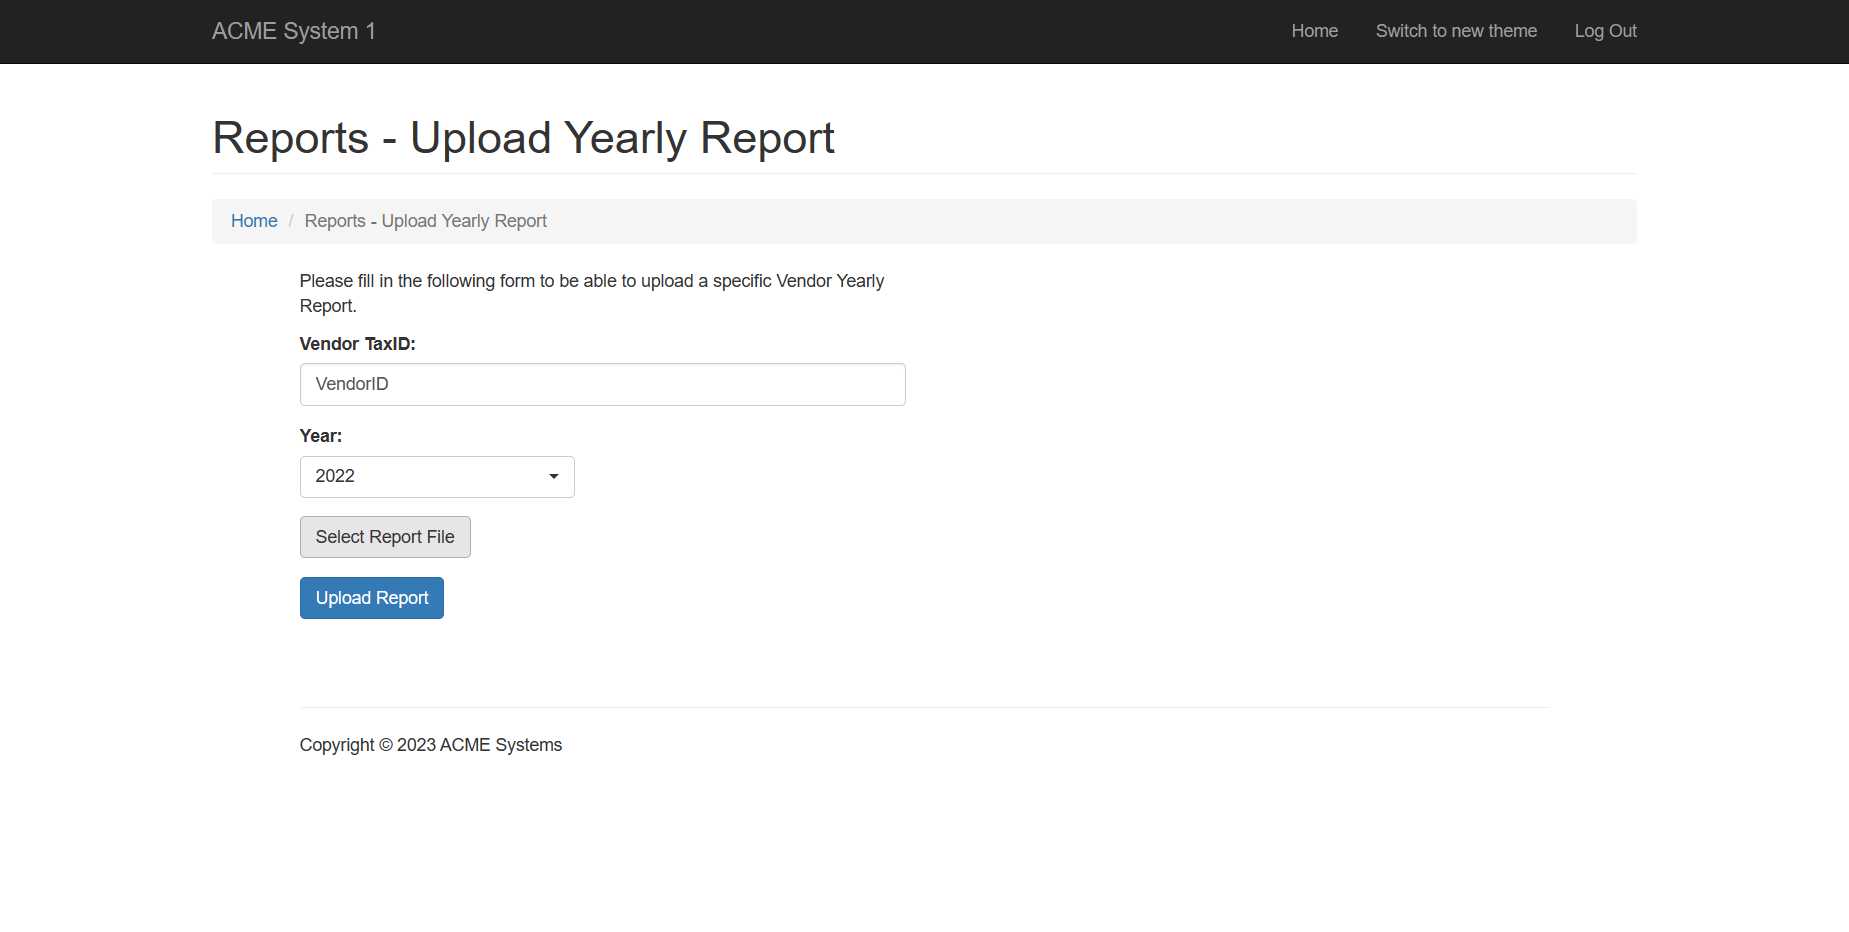 ACME System 1
Home
Switch to new theme
Log Out
Reports - Upload Yearly Report
Home / Reports - Upload Yearly Report
Please fill in the following form to be able to upload a specific Vendor Yearly
Report.
Vendor TaxID:
VendorID
Year:
2022
Select Report File
Upload Report
Copyright © 2023 ACME Systems